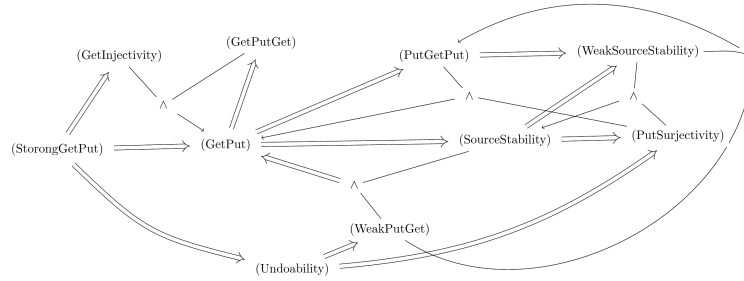 (GetPutGet)
(GetInjectivity)
(PutGetPut)
(WeakSourceStability)
∧
∧
∧
(StorongGetPut)
(GetPut)
(SourceStability)
(PutSurjectivity)
∧
(WeakPutGet)
(Undoability)